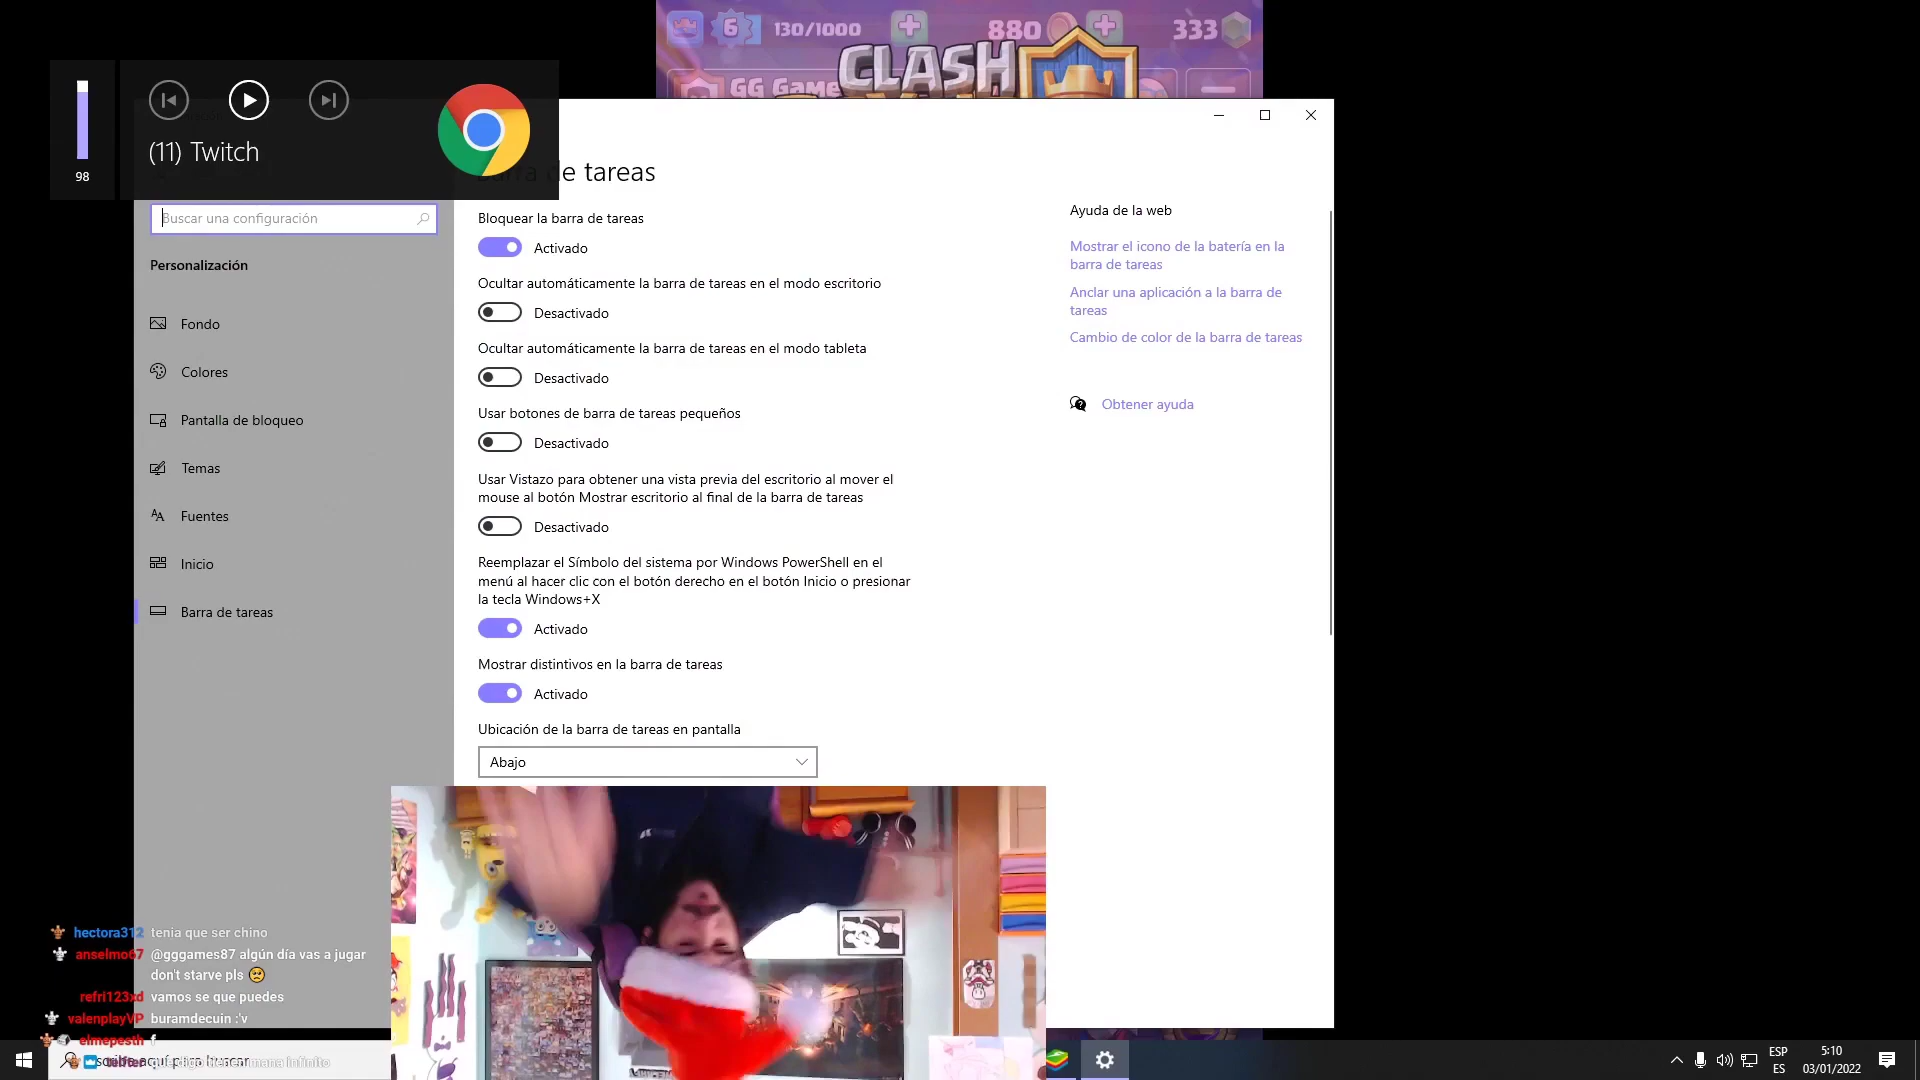 6
130/1000
880
333
CLASH
GG Game
98
(11) Twitch
de tareas
Buscar una configuración
Personalización
Fondo
Colores
Pantalla de bloqueo
Temas
Fuentes
Inicio
Barra de tareas
Bloquear la barra de tareas
Activado
Ocultar automáticamente la barra de tareas en el modo escritorio
Desactivado
Ocultar automáticamente la barra de tareas en el modo tableta
Desactivado
Usar botones de barra de tareas pequeños
Desactivado
Usar Vistazo para obtener una vista previa del escritorio al mover el
mouse al botón Mostrar escritorio al final de la barra de tareas
Desactivado
Reemplazar el Símbolo del sistema por Windows PowerShell en el
menú al hacer clic con el botón derecho en el botón Inicio o presionar
la tecla Windows+X
Activado
Mostrar distintivos en la barra de tareas
Activado
Ubicación de la barra de tareas en pantalla
Abajo
Ayuda de la web
Mostrar el icono de la batería en la
barra de tareas
Anclar una aplicación a la barra de
tareas
Cambio de color de la barra de tareas
Obtener ayuda
hectora312 tenia que ser chino
anselmo67 @gggames87 algún día vas a jugar
don't starve pls 🥺
refri123xd vamos se que puedes
valenplayVP buramdecuin :'v
elmepesth f
tienen mana infinito
aquí para buscar
ESP
ES
5:10
03/01/2022